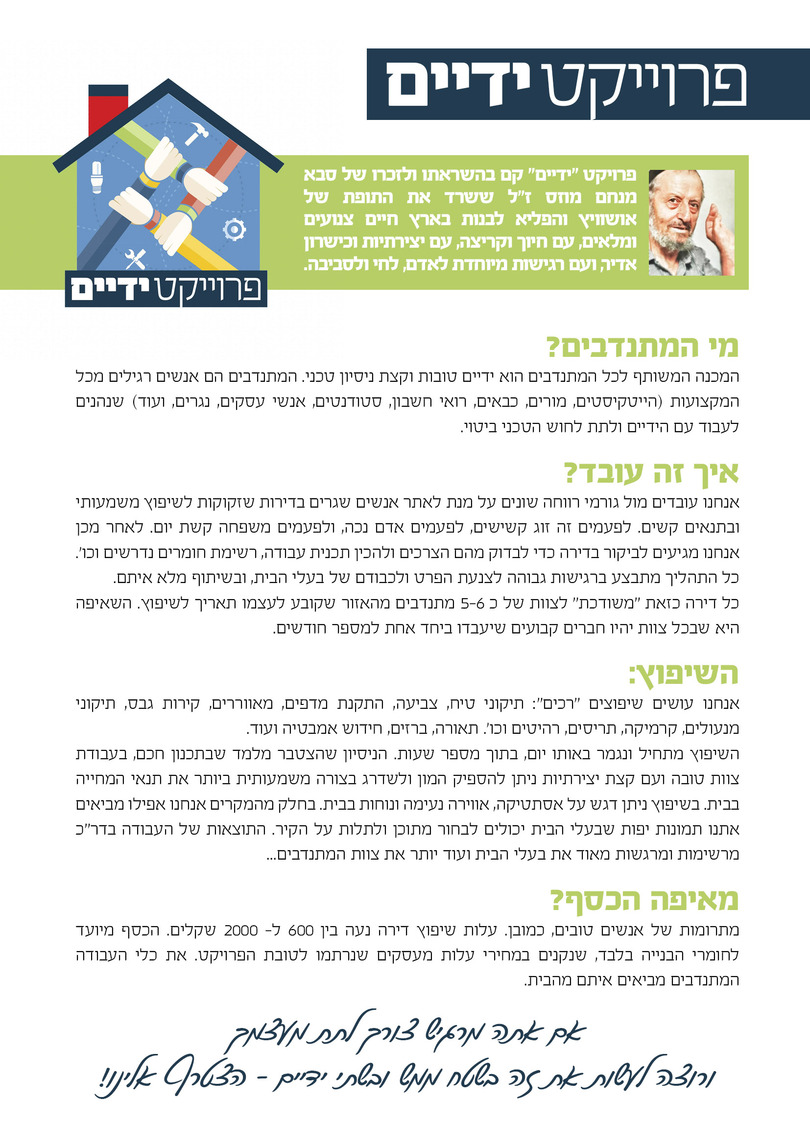 פרוייקט ידיים
פרויקט "ידיים" קם בהשראתו ולזכרו של סבא
מנחם מחס ז"ל ששרד את התופת של
אושוויץ והפליא לבנות בארץ חיים צנועים
ומלאים, עם חיוך וקריצה, עם יצירתיות וכישרון
אדיר, ועם רגישות מיוחדת לאדם, לחי ולסביבה.
פרוייקט ידיים
מי המתנדבים?
המכנה המשותף לכל המתנדבים הוא ידיים טובות וקצת ניסיון טכני. המתנדבים הם אנשים רגילים מכל
המקצועות (הייטקיסטים, מורים, כבאים, רואי חשבון, סטודנטים, אנשי עסקים, נגרים, ועוד) שנהנים
לעבוד עם הידיים ולתת לחוש הטכני ביטוי.
איך זה עובד?
אנחנו עובדים מול גורמי רווחה שונים על מנת לאתר אנשים שגרים בדירות שזקוקות לשיפוץ משמעותי
ובתנאים קשים. לפעמים זה זוג קשישים, לפעמים אדם נכה, ולפעמים משפחה קשת יום. לאחר מכן
אנחנו מגיעים לביקור בדירה כדי לבדוק מהם הצרכים ולהכין תכנית עבודה, רשימת חומרים נדרשים וכו'.
כל התהליך מתבצע ברגישות גבוהה לצנעת הפרט ולכבודם של בעלי הבית, ובשיתוף מלא איתם.
כל דירה כזאת "משודכת" לצוות של כ 5-6 מתנדבים מהאזור שקובע לעצמו תאריך לשיפוץ. השאיפה
היא שבכל צוות יהיו חברים קבועים שיעבדו ביחד אחת למספר חודשים.
השיפוץ:
אנחנו עושים שיפוצים "רכים": תיקוני טיח, צביעה, התקנת מדפים, מאווררים, קירות גבס, תיקוני
מנעולים, קרמיקה, תריסים, רהיטים וכו'. תאורה, ברזים, חידוש אמבטיה ועוד.
השיפוץ מתחיל ונגמר באותו יום, בתוך מספר שעות. הניסיון שהצטבר מלמד שבתכנון חכם, בעבודת
צוות טובה ועם קצת יצירתיות ניתן להספיק המון ולשדרג בצורה משמעותית ביותר את תנאי המחייה
בבית. בשיפוץ ניתן דגש על אסתטיקה, אווירה נעימה ונוחות בבית. בחלק מהמקרים אנחנו אפילו מביאים
אתנו תמונות יפות שבעלי הבית יכולים לבחור מתוכן ולתלות על הקיר. התוצאות של העבודה בדר"כ
מרשימות ומרגשות מאוד את בעלי הבית ועוד יותר את צוות המתנדבים...
מאיפה הכסף?
מתרומות של אנשים טובים, כמובן. עלות שיפוץ דירה נעה בין 600 ל- 2000 שקלים. הכסף מיועד
לחומרי הבנייה בלבד, שנקנים במחירי עלות מעסקים שנרתמו לטובת הפרויקט. את כלי העבודה
המתנדבים מביאים איתם מהבית.
אם אתה מרגיש צורך לתת מעצמך
ורוצה לעשות את זה בשטח ממש ובשתי ידיים - הצטרף אלינו!